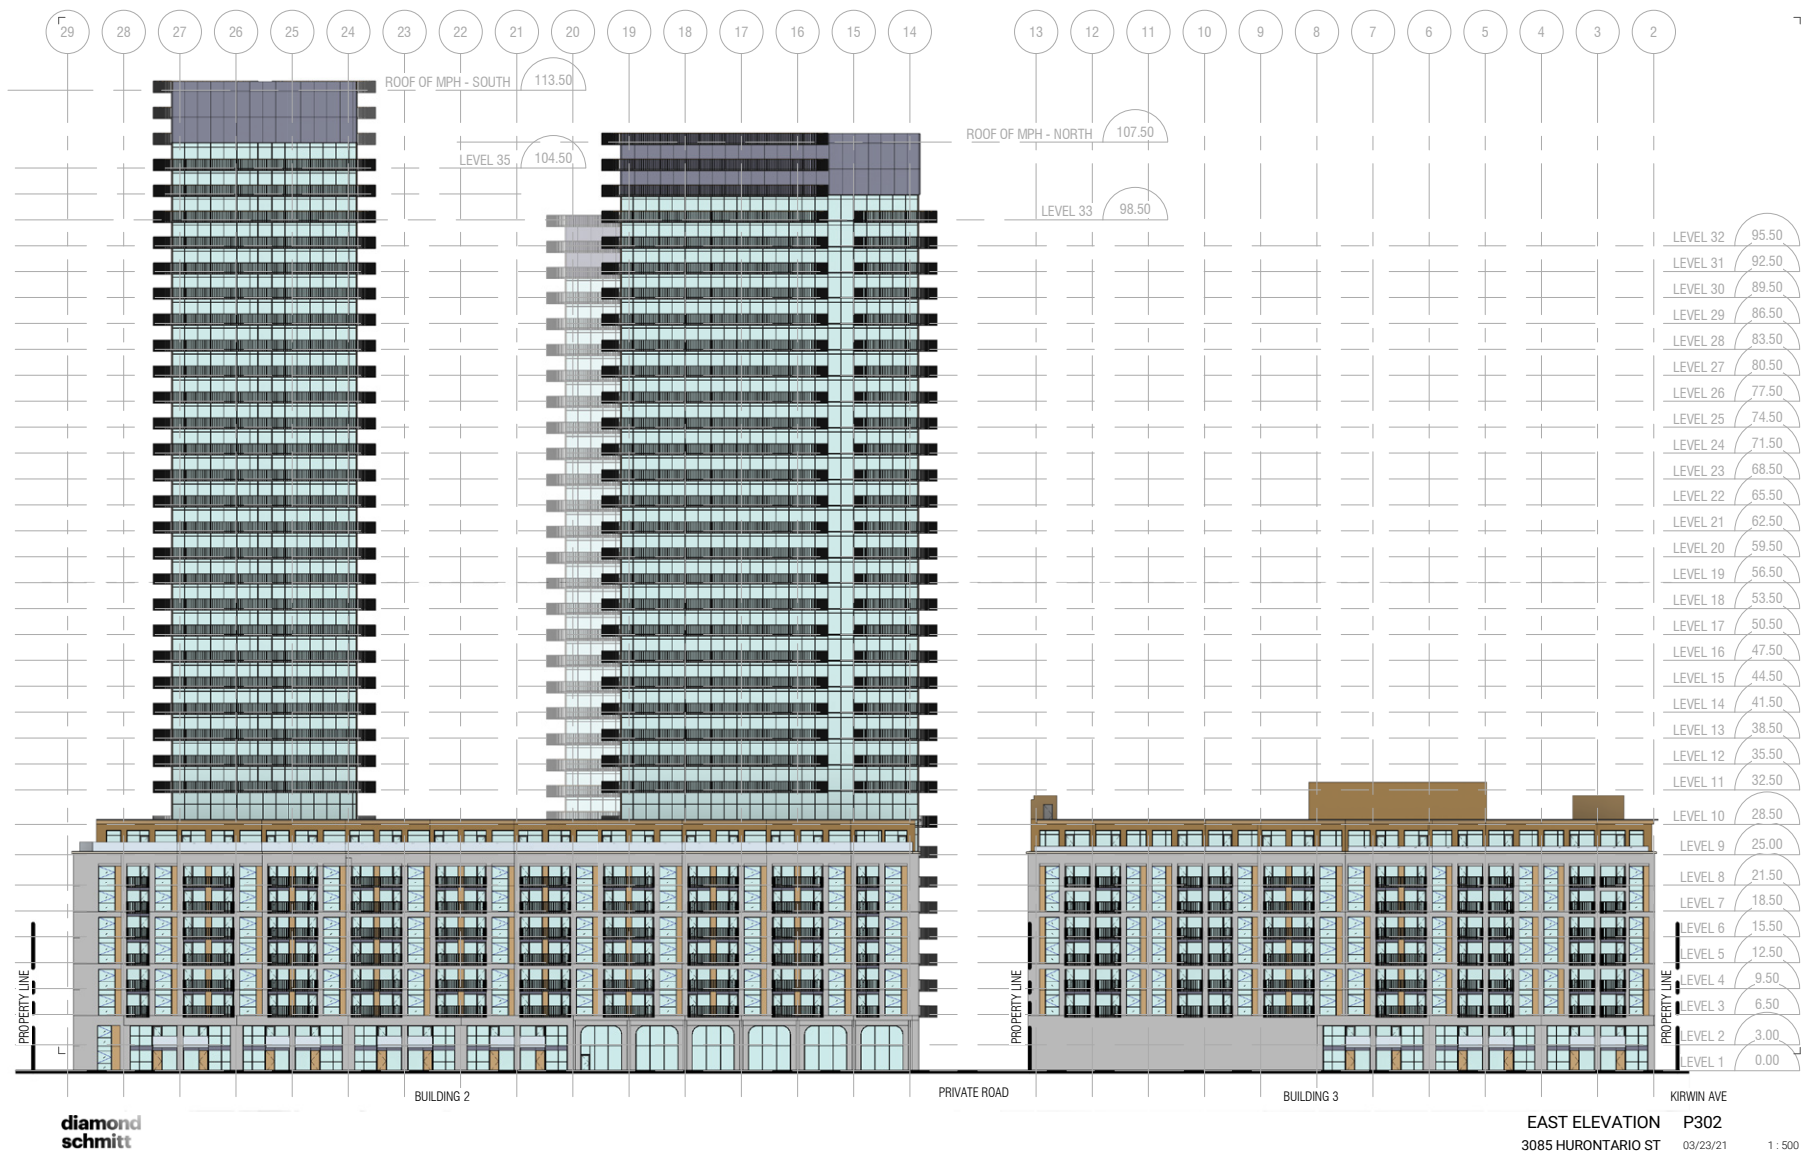 29 28 27 26 25 24 23 22 21 20 19 18 17 16 15 14 13 12 11 10 9 8 7 6 5 4 3 2
ROOF OF MPH - SOUTH 113.50
ROOF OF MPH - NORTH 107.50
LEVEL 35 104.50
LEVEL 33 98.50
LEVEL 32 95.50
LEVEL 31 92.50
LEVEL 30 89.50
LEVEL 29 86.50
LEVEL 28 83.50
LEVEL 27 80.50
LEVEL 26 77.50
LEVEL 25 74.50
LEVEL 24 71.50
LEVEL 23 68.50
LEVEL 22 65.50
LEVEL 21 62.50
LEVEL 20 59.50
LEVEL 19 56.50
LEVEL 18 53.50
LEVEL 17 50.50
LEVEL 16 47.50
LEVEL 15 44.50
LEVEL 14 41.50
LEVEL 13 38.50
LEVEL 12 35.50
LEVEL 11 32.50
LEVEL 10 28.50
LEVEL 9 25.00
LEVEL 8 21.50
LEVEL 7 18.50
LEVEL 6 15.50
LEVEL 5 12.50
LEVEL 4 9.50
LEVEL 3 6.50
LEVEL 2 3.00
LEVEL 1 0.00
PROPERTY LINE
PROPERTY LINE
PROPERTY LINE
BUILDING 2
PRIVATE ROAD
BUILDING 3
KIRWIN AVE
diamond
schmitt
EAST ELEVATION P302
3085 HURONTARIO ST 03/23/21 1 : 500